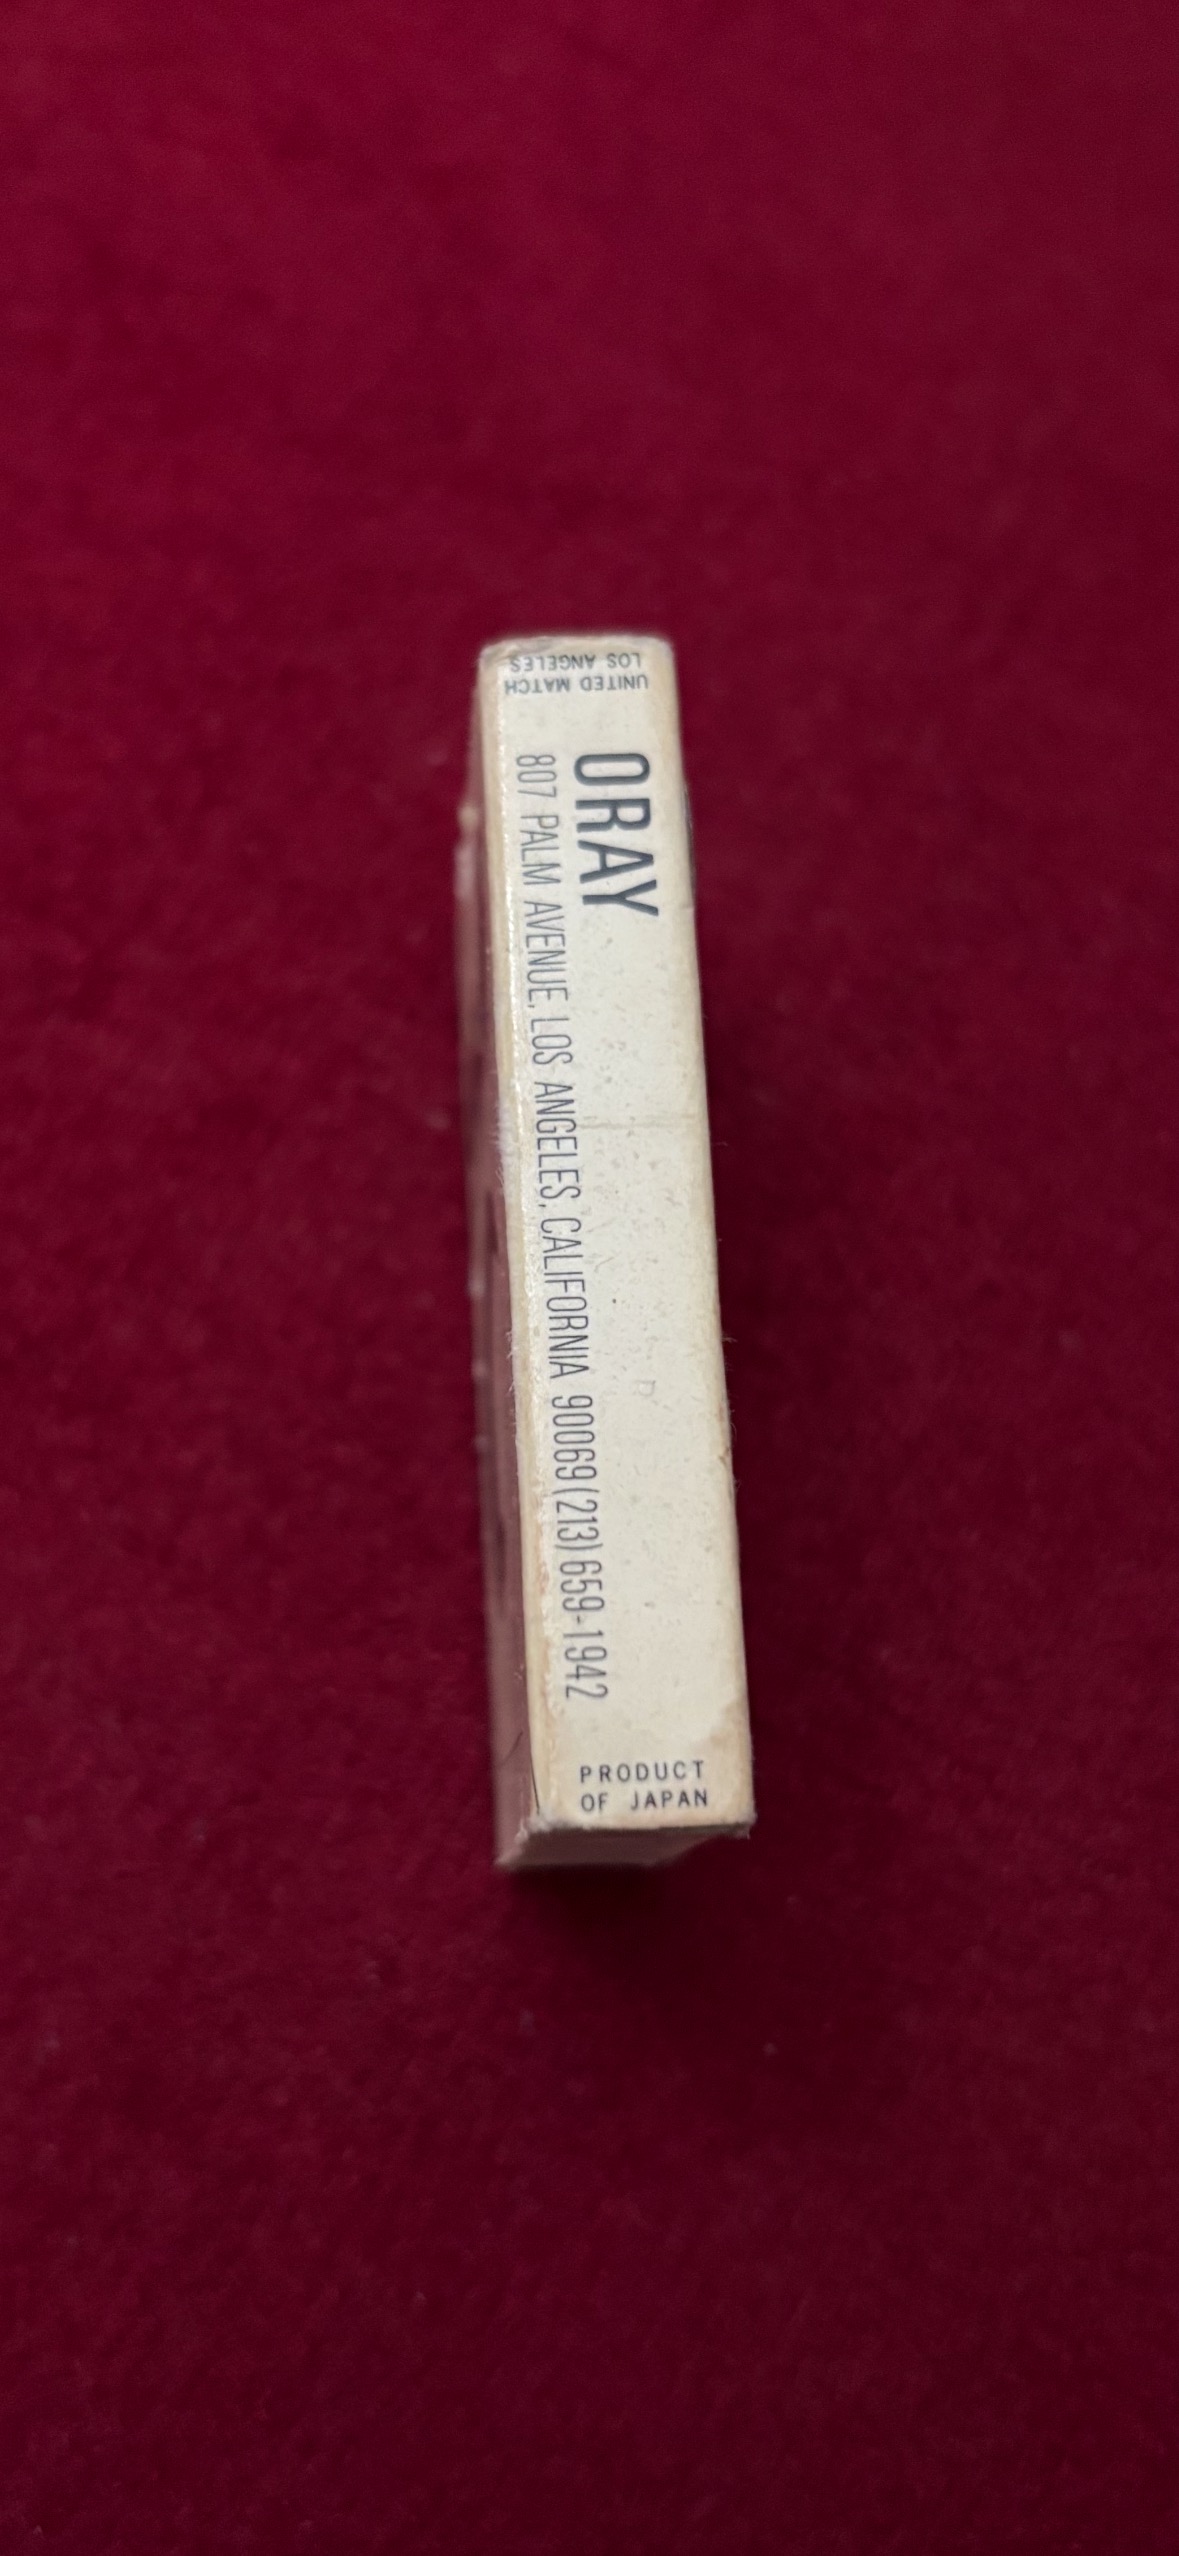 UNITED MATCH
LOS ANGELES
ORAY
807 PALM AVENUE, LOS ANGELES, CALIFORNIA 90069 (213) 659-1942
PRODUCT
OF JAPAN